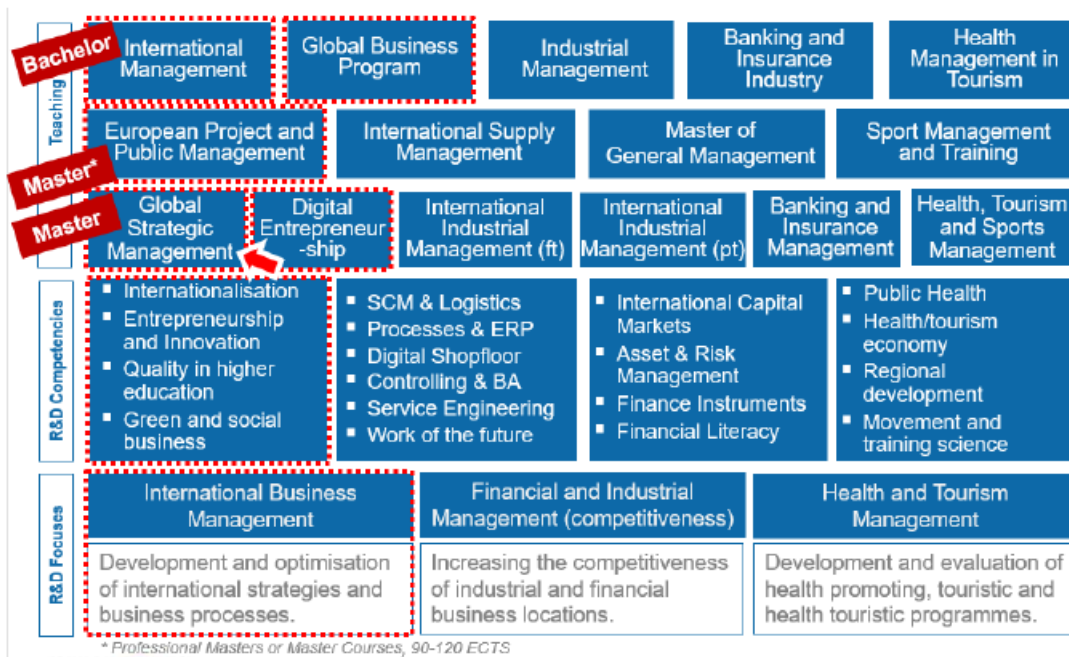 Bachelor
International
Management
Global Business
Program
Industrial
Management
Banking and
Insurance
Industry
Health
Management in
Tourism
Teaching
European Project and
Public Management
International Supply
Management
Master of
General Management
Sport Management
and Training
Master*
Master
Global
Strategic
Management
Digital
Entrepreneur
-ship
International
Industrial
Management (ft)
International
Industrial
Management (pt)
Banking and
Insurance
Management
Health, Tourism
and Sports
Management
R&D Competencies
▪ Internationalisation
▪ Entrepreneurship
and Innovation
▪ Quality in higher
education
▪ Green and social
business
▪ SCM & Logistics
▪ Processes & ERP
▪ Digital Shopfloor
▪ Controlling & BA
▪ Service Engineering
▪ Work of the future
▪ International Capital
Markets
▪ Asset & Risk
Management
▪ Finance Instruments
▪ Financial Literacy
▪ Public Health
▪ Health/tourism
economy
▪ Regional
development
▪ Movement and
training science
R&D Focuses
International Business
Management
Financial and Industrial
Management (competitiveness)
Health and Tourism
Management
Development and optimisation
of international strategies and
business processes.
Increasing the competitiveness
of industrial and financial
business locations.
Development and evaluation of
health promoting, touristic and
health touristic programmes.
* Professional Masters or Master Courses, 90-120 ECTS